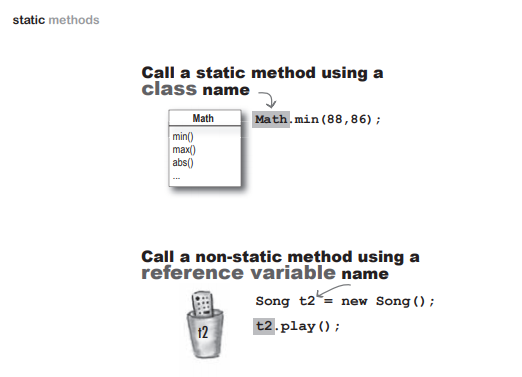 static methods
Call a static method using a
class name
Math
Math.min(88,86);
min()
max()
abs()
...
Call a non-static method using a
reference variable name
Song t2 = new Song();
t2.play();
t2